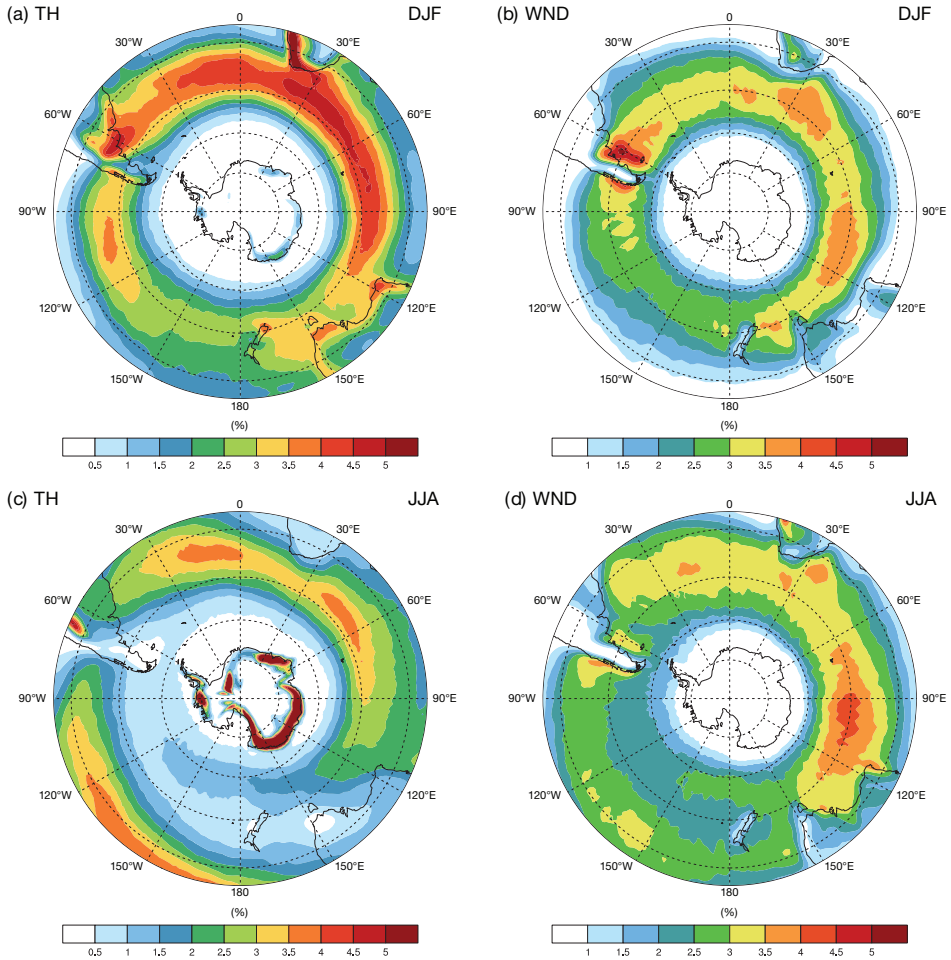 (a) TH DJF
0
30°W 30°E
60°W 60°E
90°W 90°E
120°W 120°E
150°W 150°E
180
(%)
0.5 1 1.5 2 2.5 3 3.5 4 4.5 5
(b) WND DJF
0
30°W 30°E
60°W 60°E
90°W 90°E
120°W 120°E
150°W 150°E
180
(%)
1 1.5 2 2.5 3 3.5 4 4.5 5
(c) TH JJA
0
30°W 30°E
60°W 60°E
90°W 90°E
120°W 120°E
150°W 150°E
180
(%)
0.5 1 1.5 2 2.5 3 3.5 4 4.5 5
(d) WND JJA
0
30°W 30°E
60°W 60°E
90°W 90°E
120°W 120°E
150°W 150°E
180
(%)
1 1.5 2 2.5 3 3.5 4 4.5 5